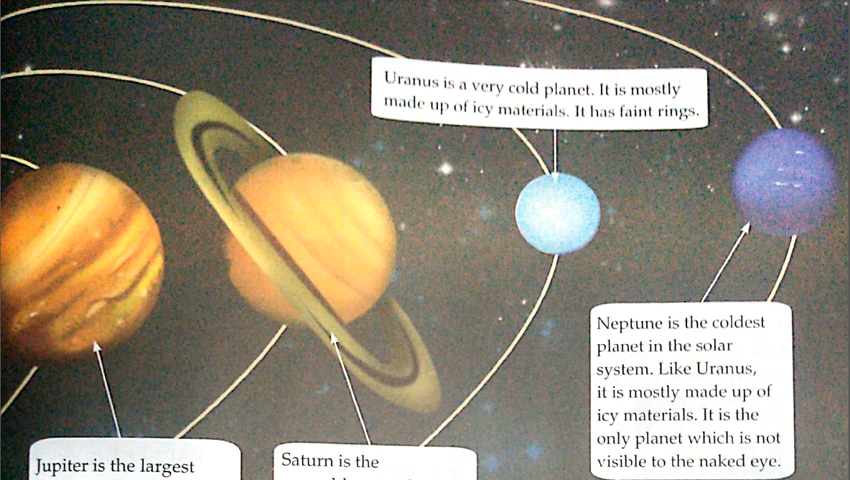 Uranus is a very cold planet. It is mostly
made up of icy materials. It has faint rings.
Neptune is the coldest
planet in the solar
system. Like Uranus,
it is mostly made up of
icy materials. It is the
only planet which is not
visible to the naked eye.
Jupiter is the largest
Saturn is the